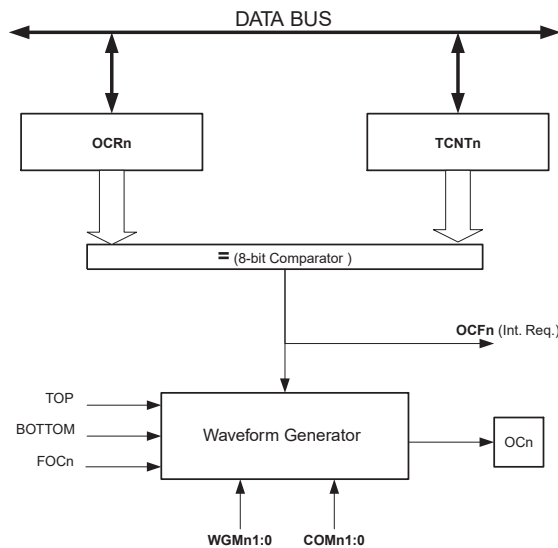 DATA BUS
OCRn
TCNTn
= (8-bit Comparator )
OCFn (Int. Req.)
TOP
BOTTOM
FOCn
Waveform Generator
OCn
WGMn1:0
COMn1:0